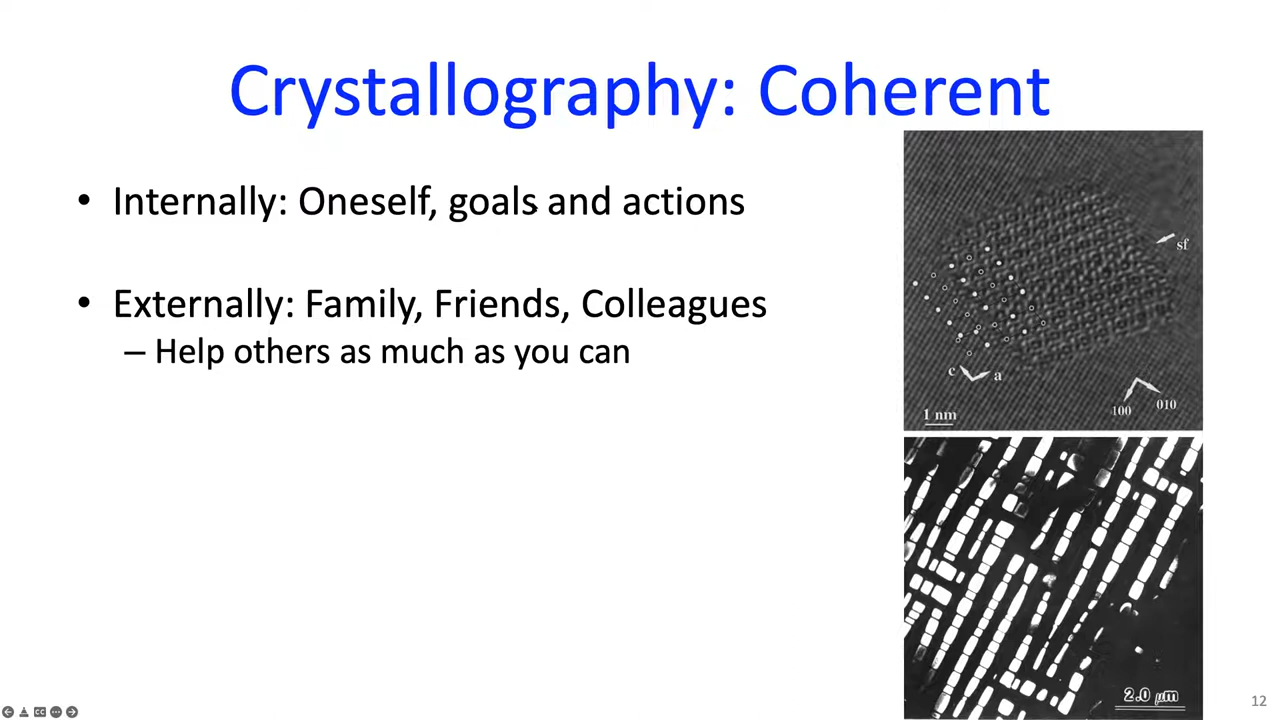 Crystallography: Coherent
• Internally: Oneself, goals and actions
• Externally: Family, Friends, Colleagues
– Help others as much as you can
sf
c
a
100
010
1 nm
2.0 μm
12